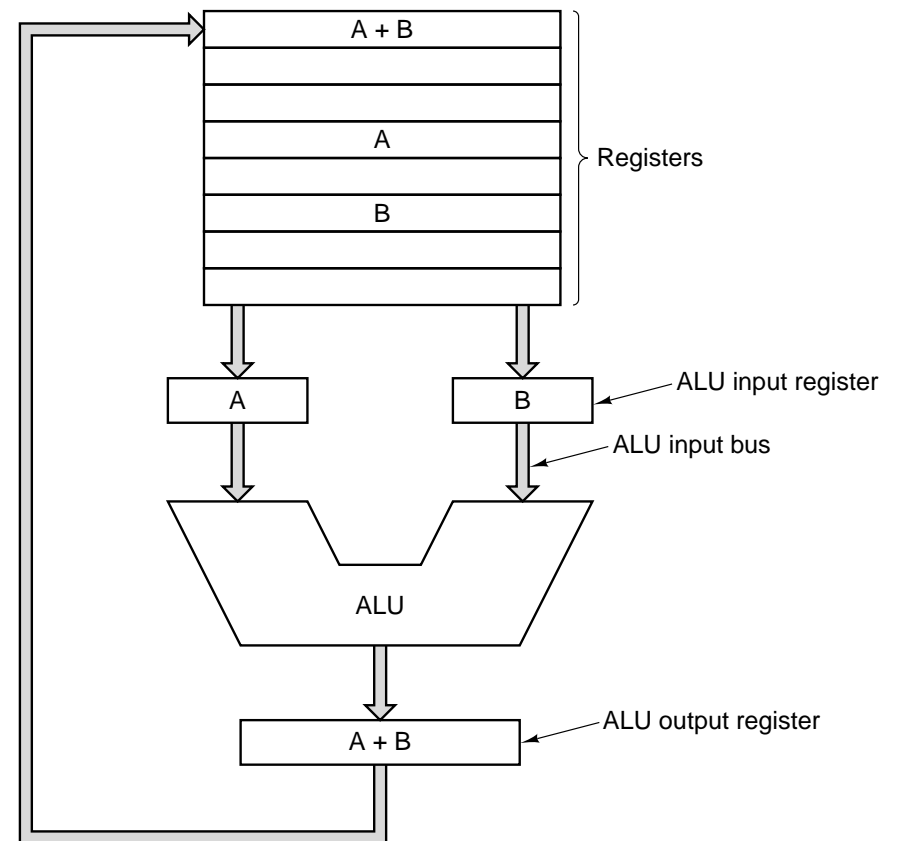 A + B
A
Registers
B
A
B
ALU input register
ALU input bus
ALU
A + B
ALU output register